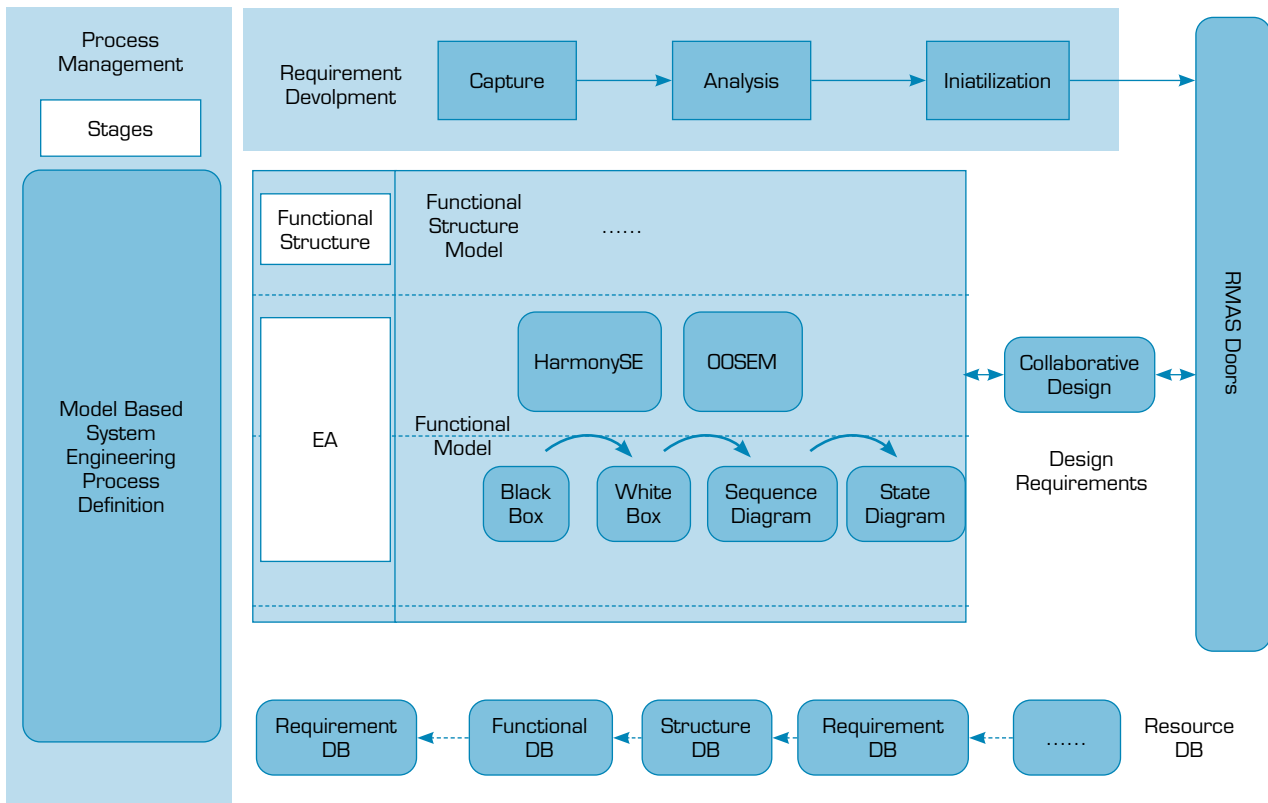 Process
Management
Stages
Model Based
System
Engineering
Process
Definition
Requirement
Devolpment
Capture
Analysis
Iniatilization
Functional
Structure
Functional
Structure
Model
......
EA
HarmonySE
OOSEM
Functional
Model
Black
Box
White
Box
Sequence
Diagram
State
Diagram
Collaborative
Design
Design
Requirements
RMAS Doors
Requirement
DB
Functional
DB
Structure
DB
Requirement
DB
......
Resource
DB